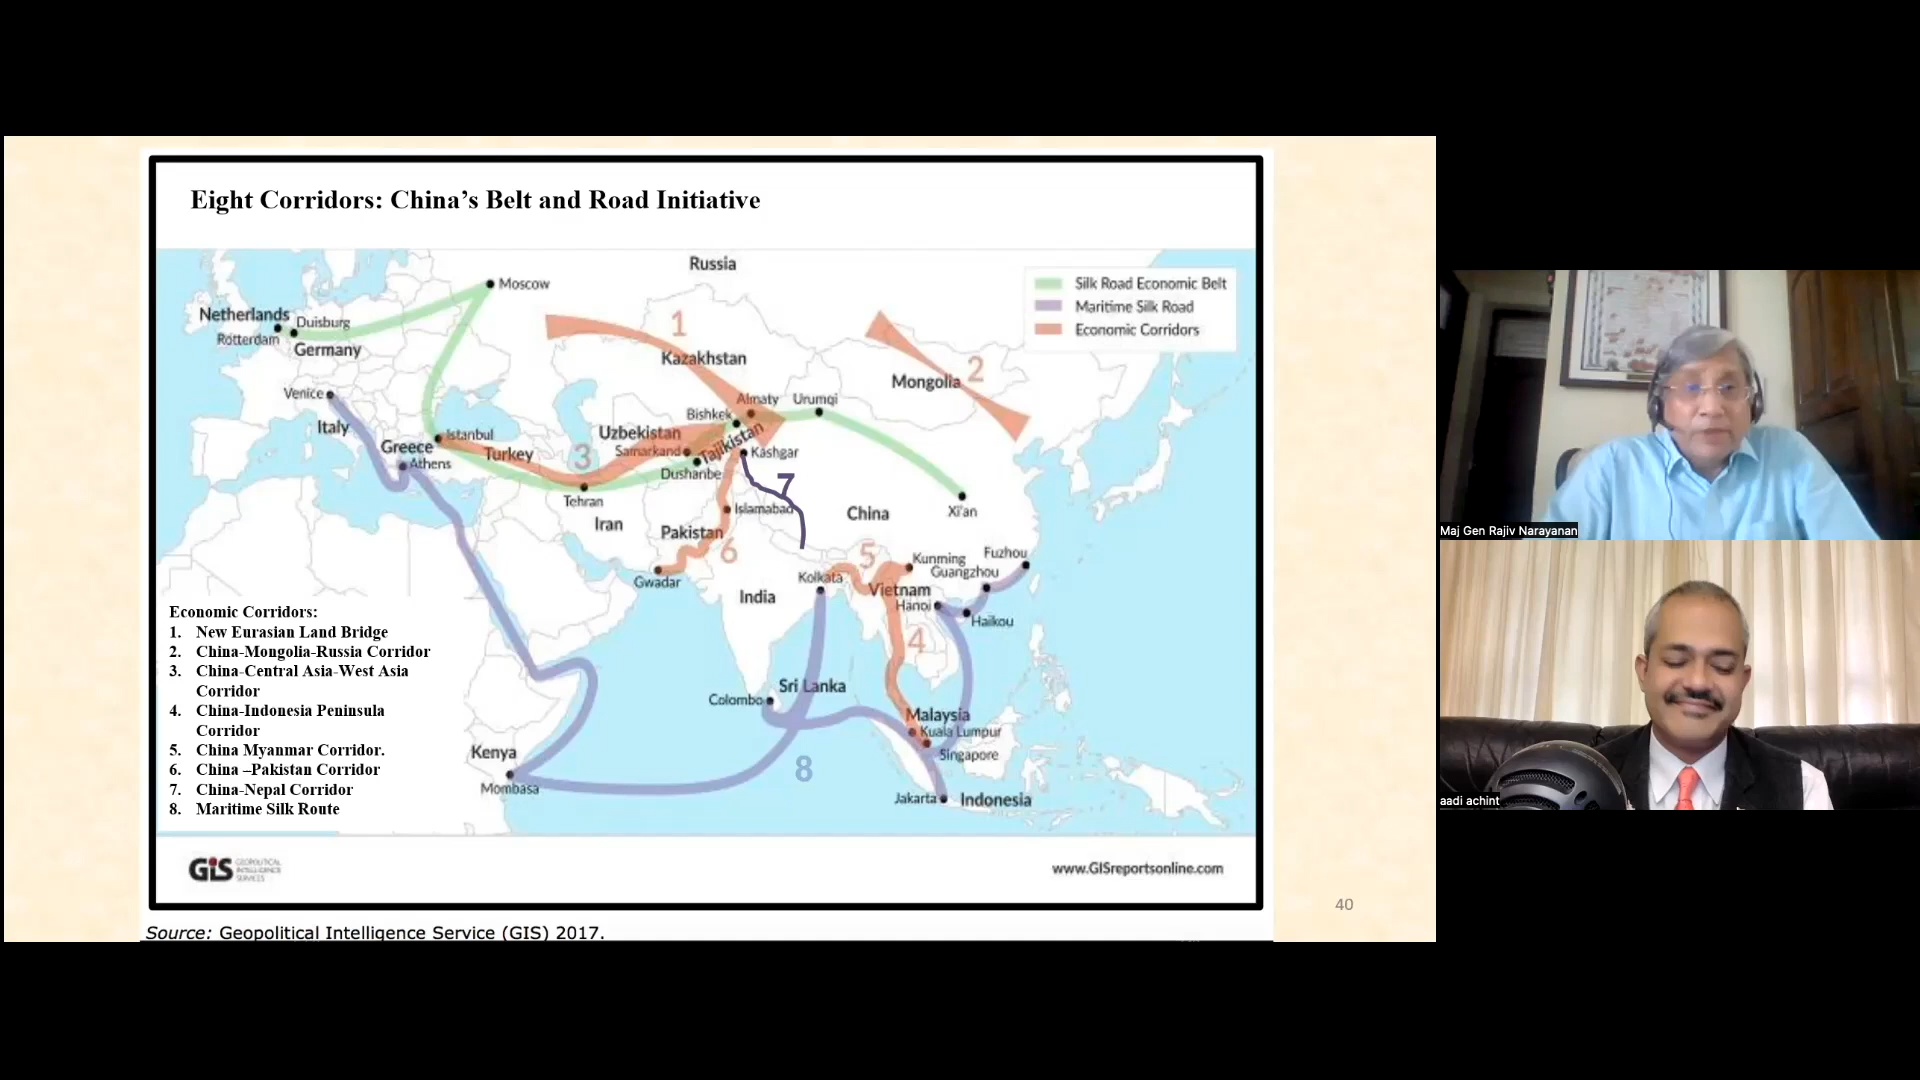 Eight Corridors: China's Belt and Road Initiative
Russia
Moscow
Silk Road Economic Belt
Maritime Silk Road
Economic Corridors
Netherlands
Duisburg
Rotterdam
Germany
1
Kazakhstan
2
Mongolia
Venice
Almaty
Urumqi
Bishkek
Italy
Istanbul
Uzbekistan
Tajikistan
Greece
Turkey
Samarkand
Kashgar
Athens
3
Dushanbe
7
Tehran
Islamabad
Xi'an
Iran
China
Pakistan
6
5
Kunming
Fuzhou
Gwadar
Kolkata
Guangzhou
India
Vietnam
Hanoi
Haikou
4
Economic Corridors:
1. New Eurasian Land Bridge
2. China-Mongolia-Russia Corridor
3. China-Central Asia-West Asia
Corridor
4. China-Indonesia Peninsula
Corridor
5. China Myanmar Corridor.
6. China –Pakistan Corridor
7. China-Nepal Corridor
8. Maritime Silk Route
Sri Lanka
Colombo
Malaysia
Kuala Lumpur
Singapore
Kenya
8
Mombasa
Jakarta
Indonesia
GIS GEOPOLITICAL
INTELLIGENCE
SERVICES
www.GISreportsonline.com
40
Source: Geopolitical Intelligence Service (GIS) 2017.
Maj Gen Rajiv Narayanan
aadi achint